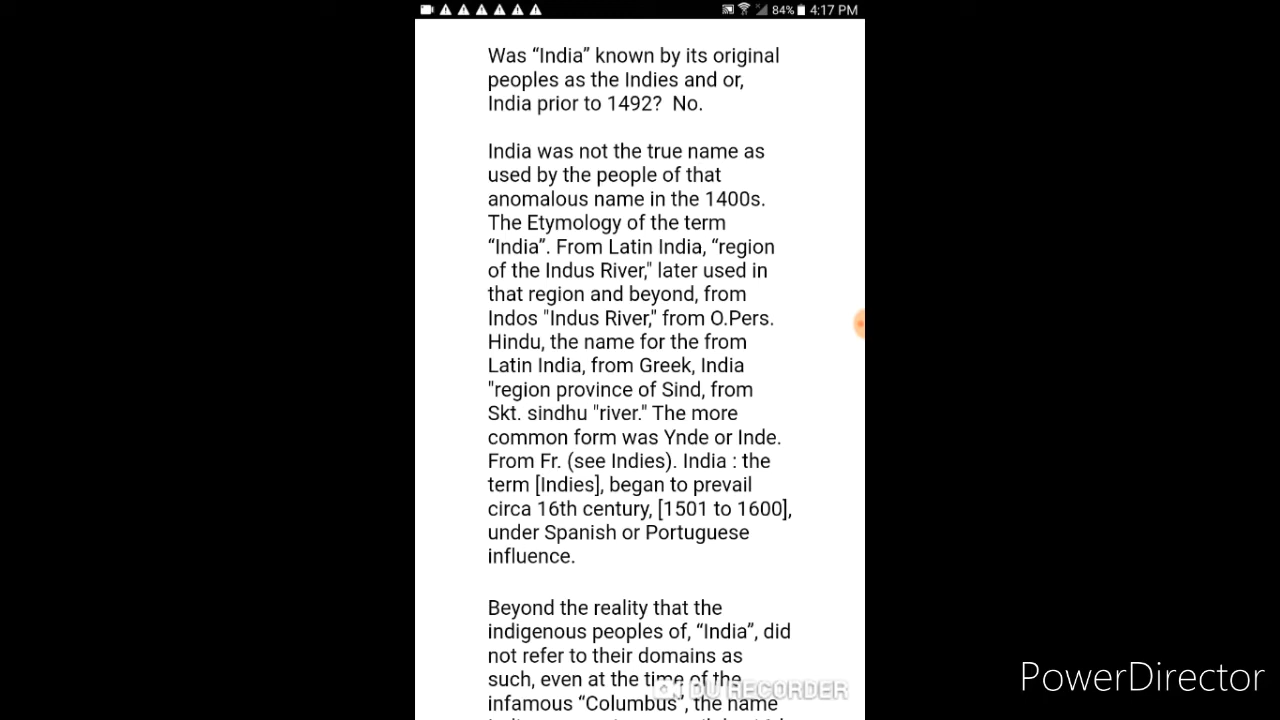 84% 4:17 PM
Was “India” known by its original
peoples as the Indies and or,
India prior to 1492?  No.
India was not the true name as
used by the people of that
anomalous name in the 1400s.
The Etymology of the term
“India”. From Latin India, “region
of the Indus River," later used in
that region and beyond, from
Indos "Indus River," from O.Pers.
Hindu, the name for the from
Latin India, from Greek, India
"region province of Sind, from
Skt. sindhu "river." The more
common form was Ynde or Inde.
From Fr. (see Indies). India : the
term [Indies], began to prevail
circa 16th century, [1501 to 1600],
under Spanish or Portuguese
influence.
Beyond the reality that the
indigenous peoples of, “India”, did
not refer to their domains as
such, even at the time of the
infamous “Columbus”, the name
DU RECORDER
PowerDirector